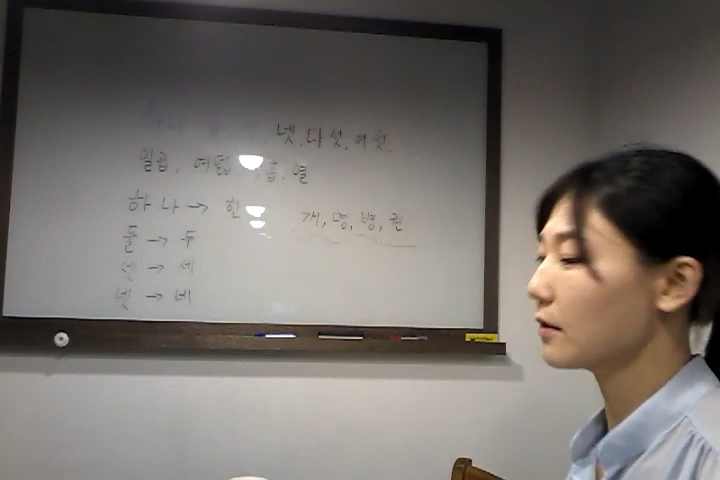 넷. 다섯. 여섯.
일곱. 여덟 홉. 열
하나 → 한
개, 명, 병, 권
둘 → 두
셋 → 세
넷 → 네